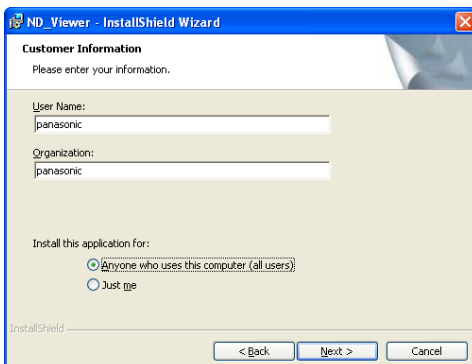 ND_Viewer - InstallShield Wizard
Customer Information
Please enter your information.
User Name:
panasonic
Organization:
panasonic
Install this application for:
Anyone who uses this computer (all users)
Just me
InstallShield
< Back Next > Cancel